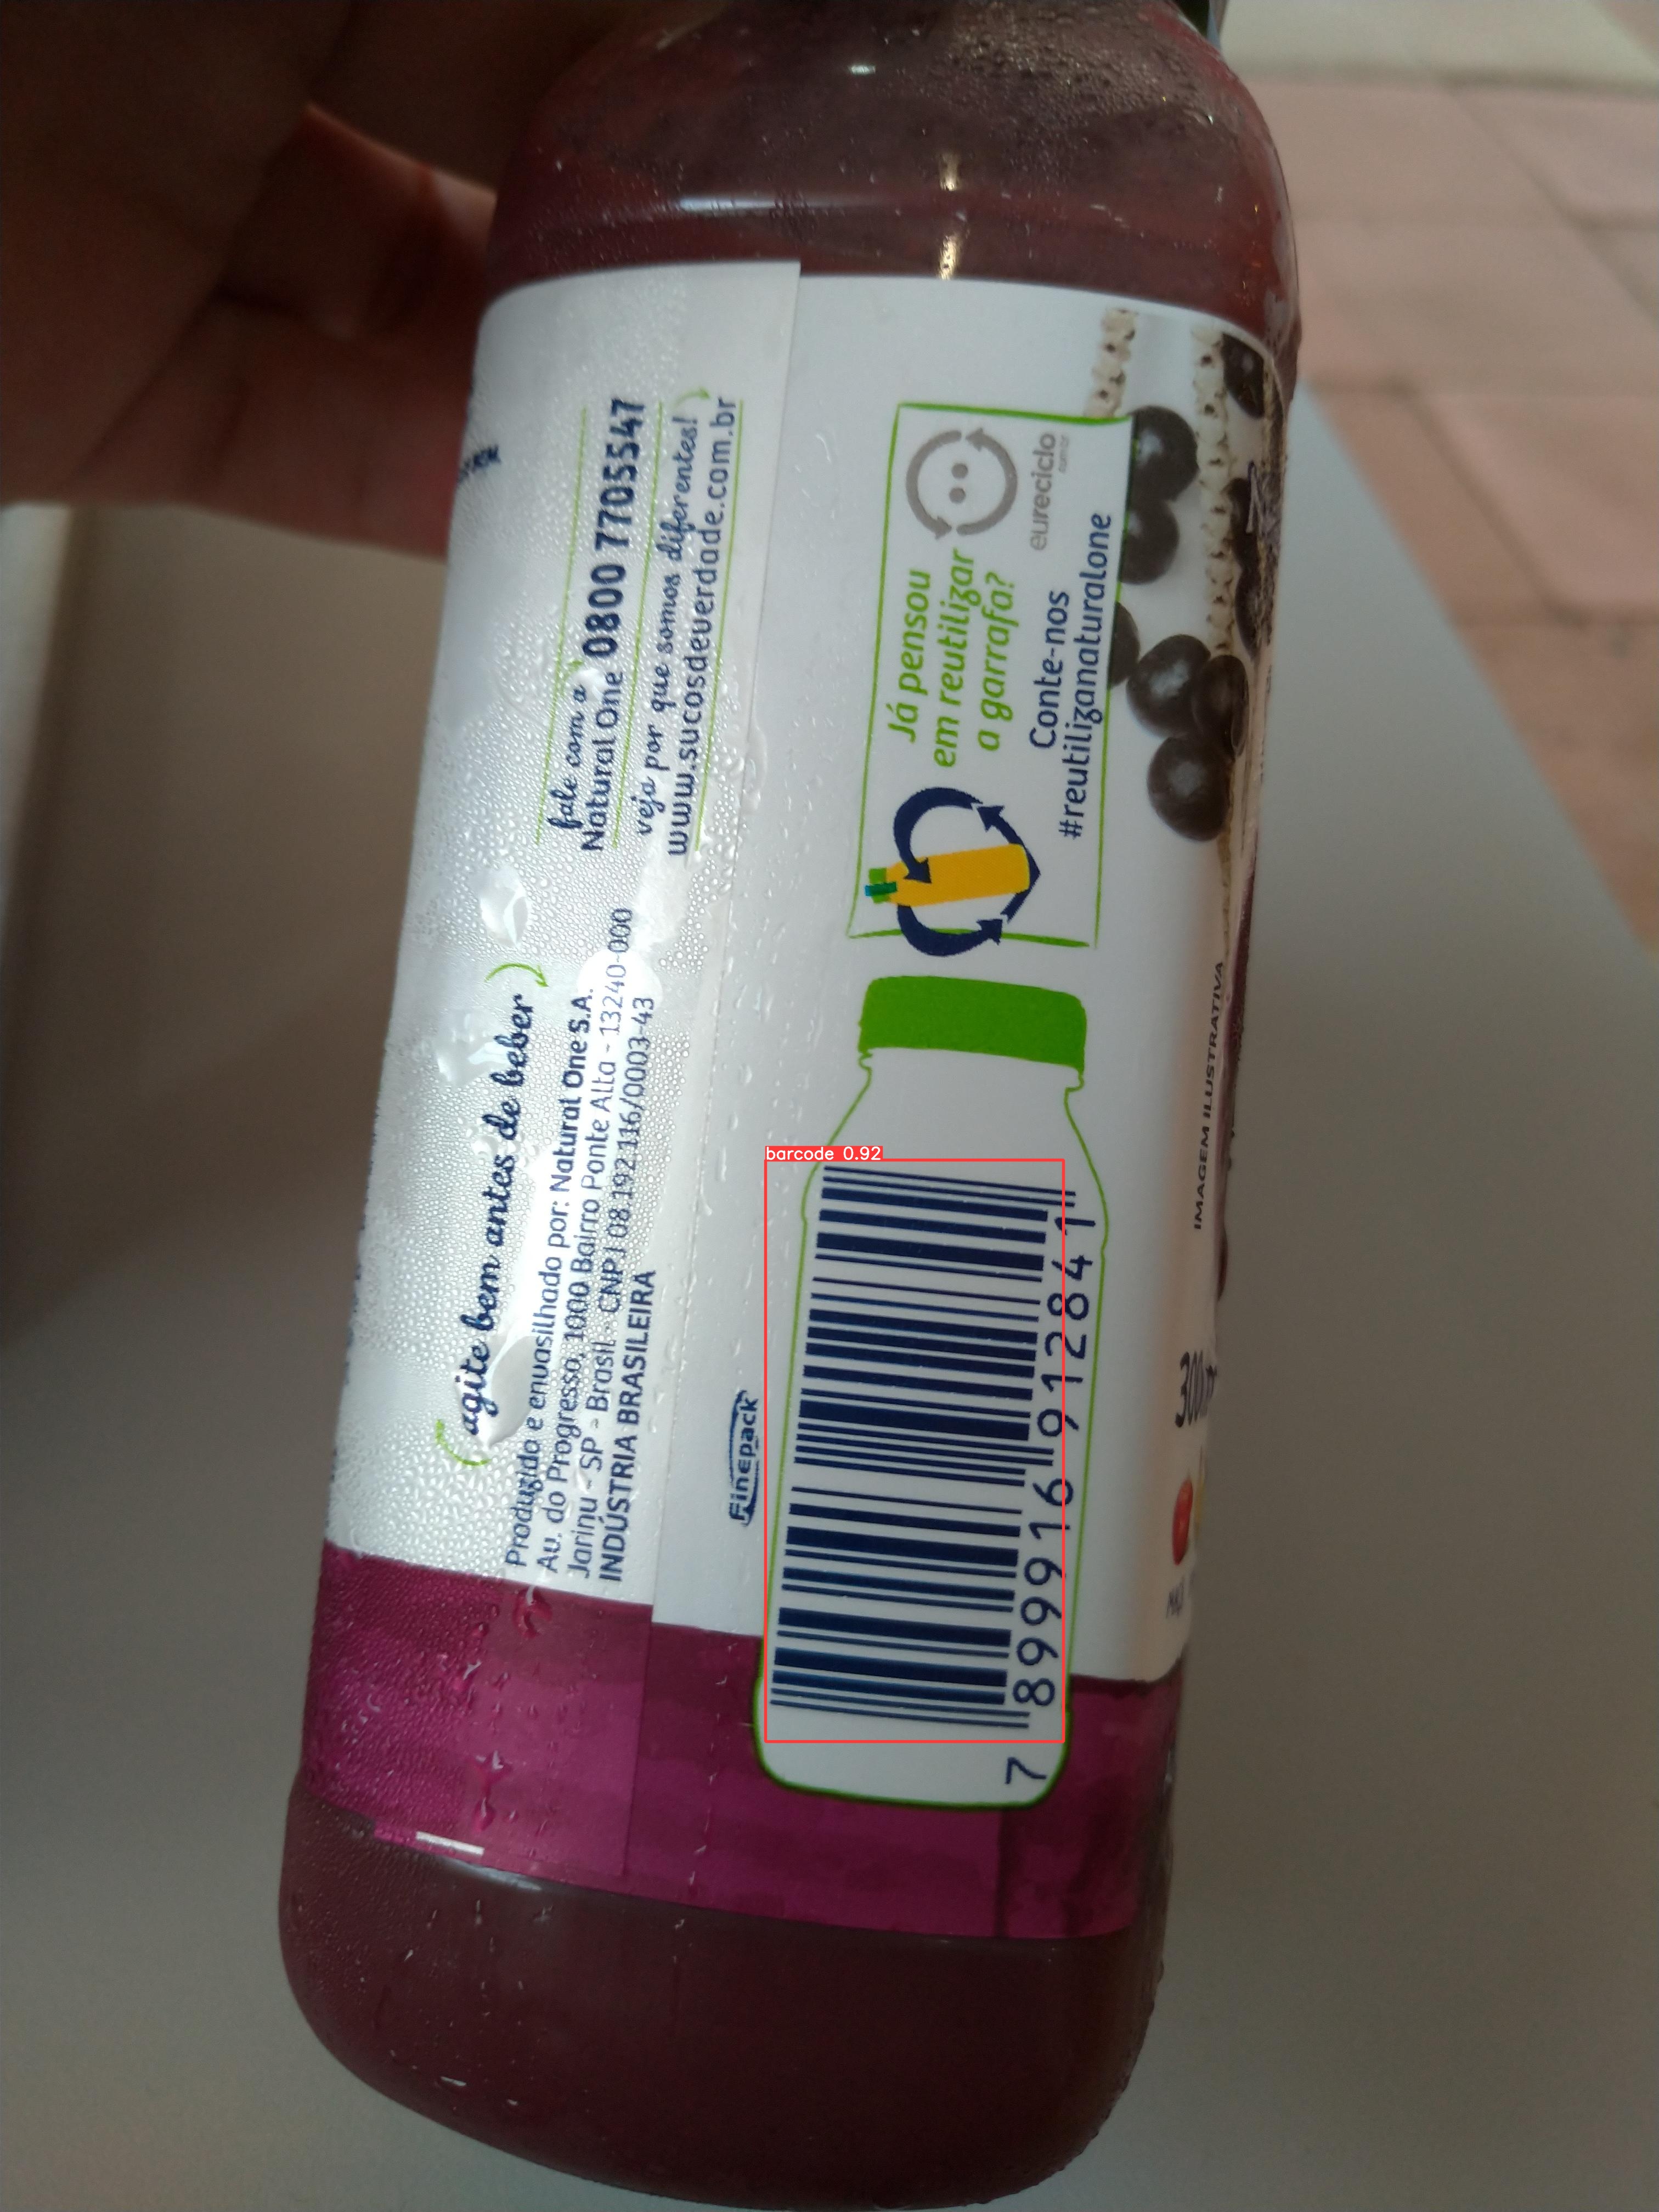 fale com a
Natural One 0800 7705547
veja por que somos diferentes!
www.sucosdeverdade.com.br
agite bem antes de beber
Produzido e envasilhado por: Natural One S.A.
Av. do Progresso, 1000 Bairro Ponte Alta - 13240-000
Jarinu - SP - Brasil - CNPJ 08.192.116/0003-43
INDÚSTRIA BRASILEIRA
Finepack
Já pensou
em reutilizar
a garrafa?
eureciclo
Conte-nos
#reutilizanaturalone
barcode 0.92
7 899916 912841
IMAGEM ILUSTRATIVA